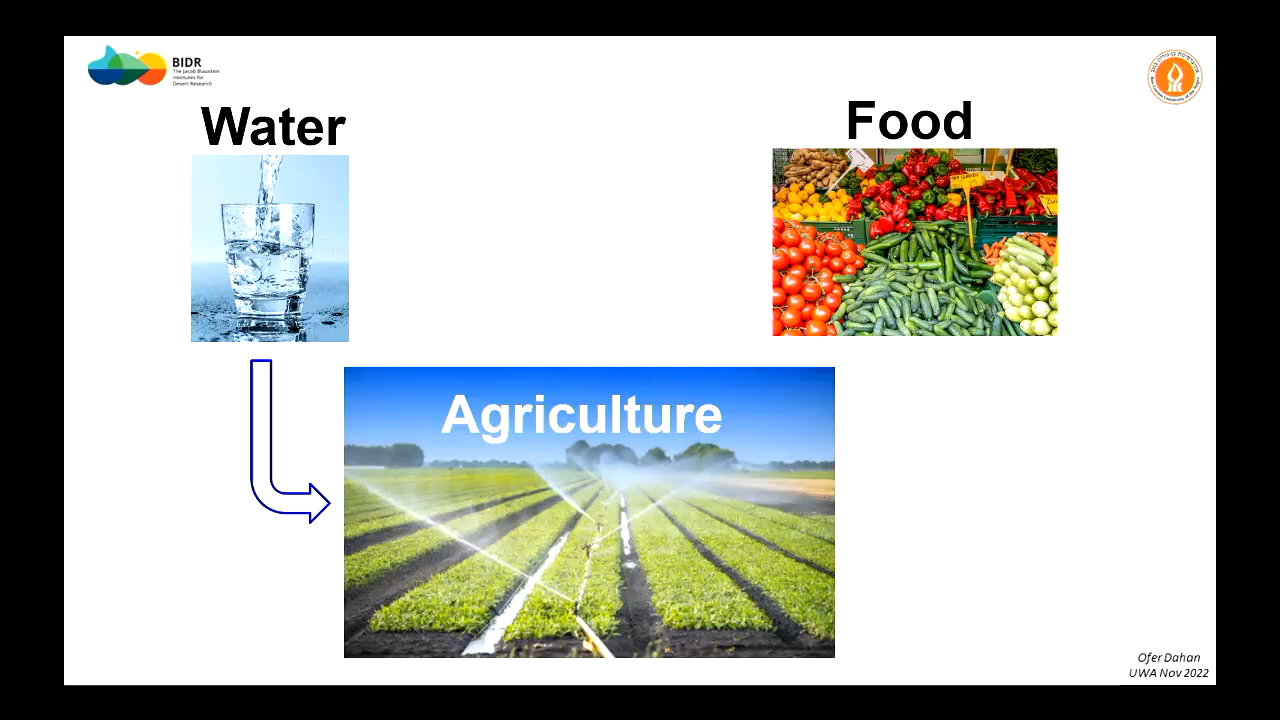 BIDR
The Jacob Blaustein
Institutes for
Desert Research
Water
Food
Agriculture
Ofer Dahan
UWA Nov 2022